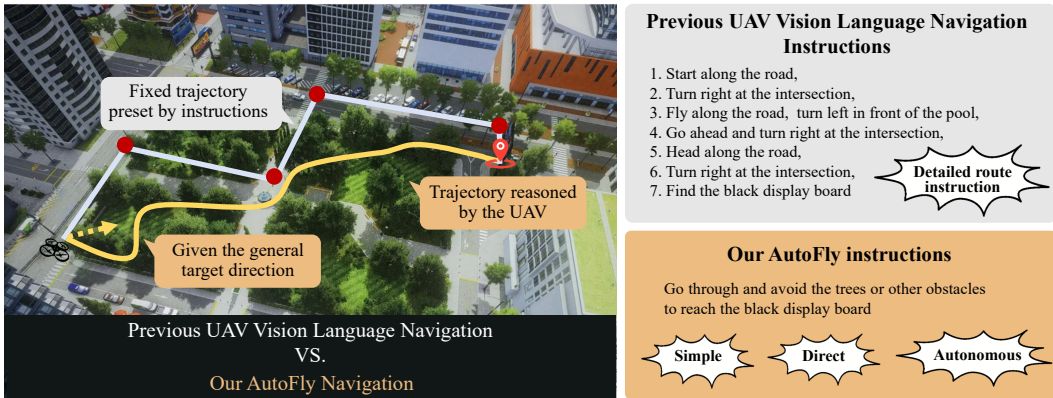 Fixed trajectory
preset by instructions
Trajectory reasoned
by the UAV
Given the general
target direction
Previous UAV Vision Language Navigation
VS.
Our AutoFly Navigation
Previous UAV Vision Language Navigation
Instructions
1. Start along the road,
2. Turn right at the intersection,
3. Fly along the road, turn left in front of the pool,
4. Go ahead and turn right at the intersection,
5. Head along the road,
6. Turn right at the intersection,
7. Find the black display board
Detailed route
instruction
Our AutoFly instructions
Go through and avoid the trees or other obstacles
to reach the black display board
Simple
Direct
Autonomous